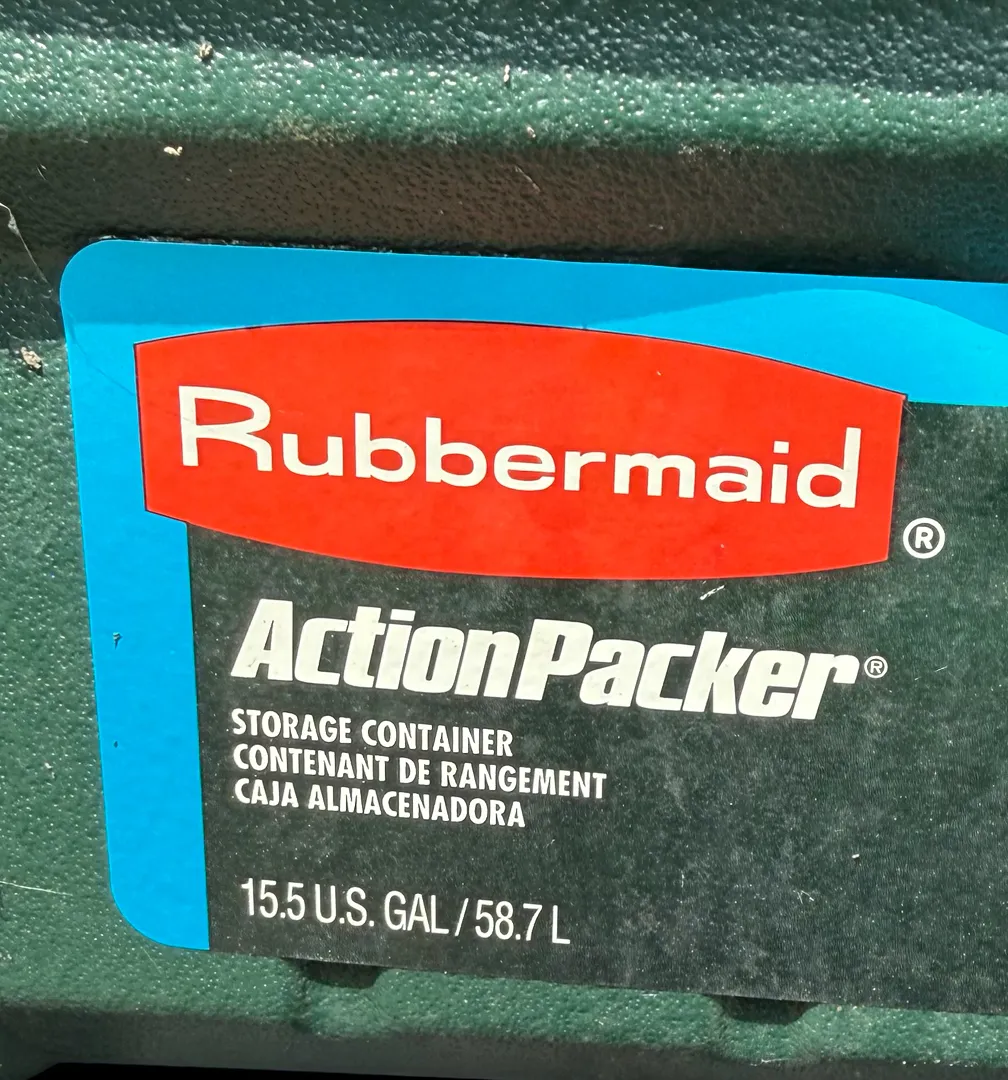 Rubbermaid®
ActionPacker®
STORAGE CONTAINER
CONTENANT DE RANGEMENT
CAJA ALMACENADORA
15.5 U.S. GAL / 58.7 L